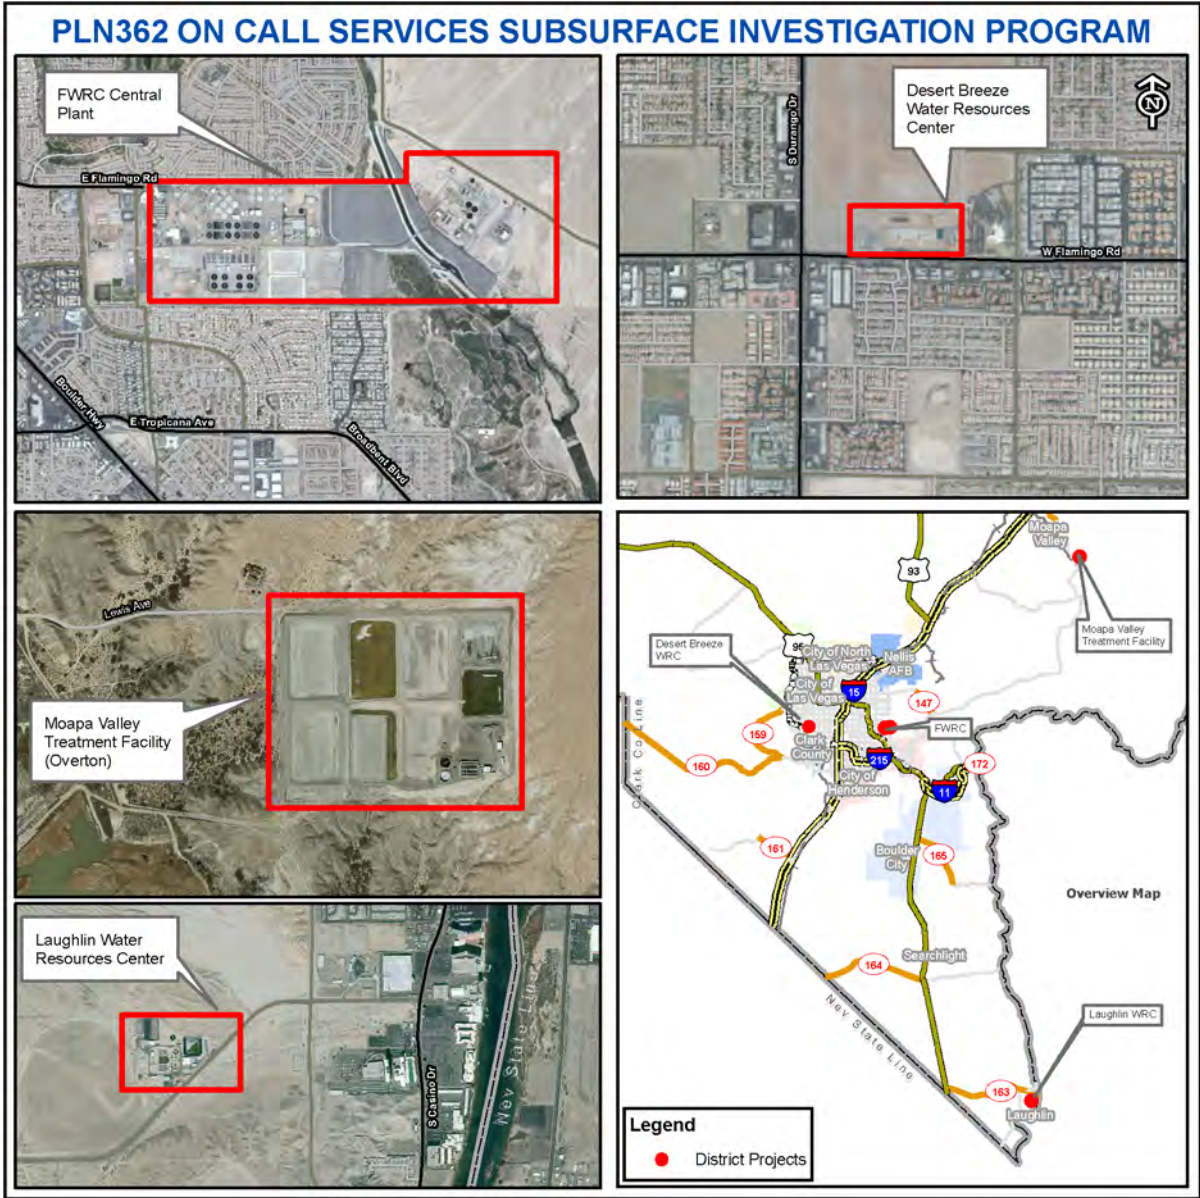 PLN362 ON CALL SERVICES SUBSURFACE INVESTIGATION PROGRAM
FWRC Central
Plant
E Flamingo Rd
Boulder Hwy
E Tropicana Ave
Broadbent Blvd
Desert Breeze
Water Resources
Center
N
S Durango Dr
W Flamingo Rd
Lewis Ave
Moapa Valley
Treatment Facility
(Overton)
Laughlin Water
Resources Center
S Casino Dr
Nev State Line
Moapa
Valley
93
Moapa Valley
Treatment Facility
Desert Breeze
WRC
City of North
Las Vegas
Nellis
AFB
City of
Las Vegas
15
147
159
Clark
County
FWRC
160
215
172
City of
Henderson
11
Clark Co Line
161
Boulder
City
165
Overview Map
Searchlight
164
Nev State Line
Laughlin WRC
163
Laughlin
Legend
District Projects